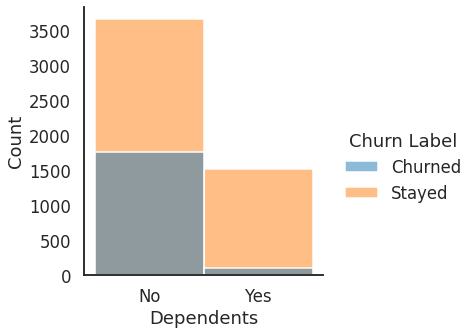 3500
3000
2500
2000
1500
1000
500
0
Count
No Yes
Dependents
Churn Label
Churned
Stayed